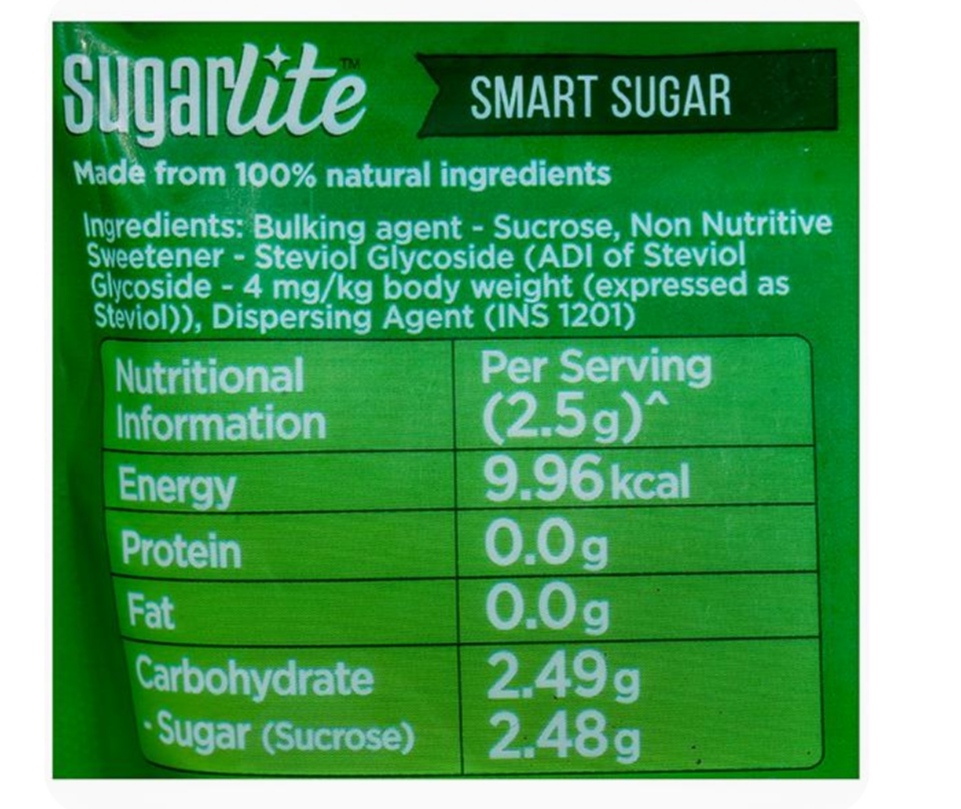 sugarlite™
SMART SUGAR
Made from 100% natural ingredients
Ingredients: Bulking agent - Sucrose, Non Nutritive
Sweetener - Steviol Glycoside (ADI of Steviol
Glycoside - 4 mg/kg body weight (expressed as
Steviol)), Dispersing Agent (INS 1201)
Nutritional Information Per Serving (2.5g)^
Energy 9.96 kcal
Protein 0.0g
Fat 0.0g
Carbohydrate 2.49g
- Sugar (Sucrose) 2.48g